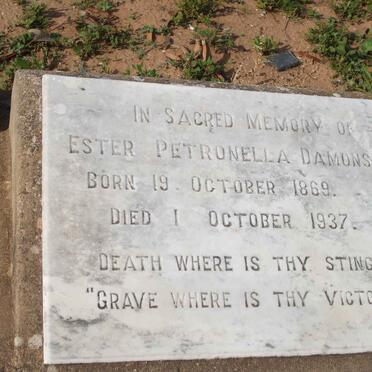 IN SACRED MEMORY OF
ESTER PETRONELLA DAMONS
BORN 19. OCTOBER 1869.
DIED 1 OCTOBER 1937.
DEATH WHERE IS THY STING
"GRAVE WHERE IS THY VICTO